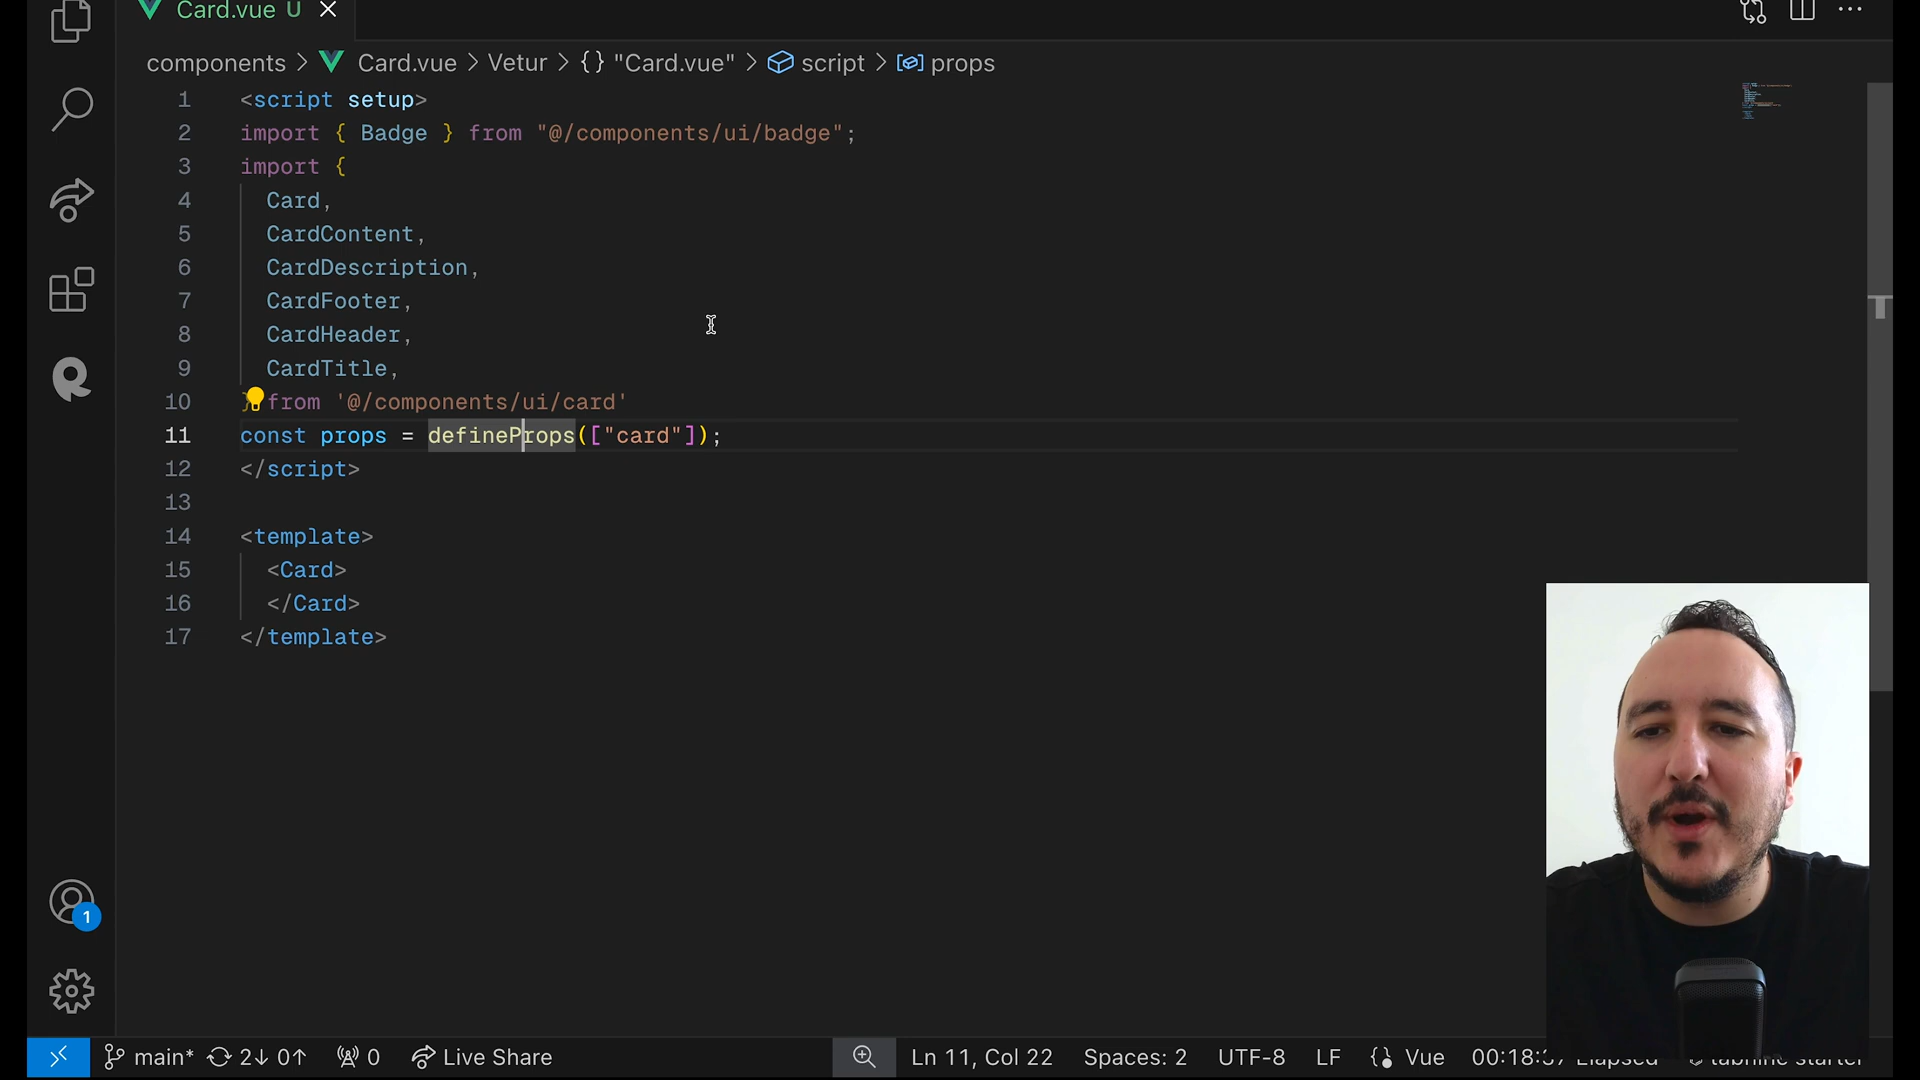 Card.vue U
components > Card.vue > Vetur > {} "Card.vue" > script > props
1 <script setup>
2 import { Badge } from "@/components/ui/badge";
3 import {
4 Card,
5 CardContent,
6 CardDescription,
7 CardFooter,
8 CardHeader,
9 CardTitle,
10 } from '@/components/ui/card'
11 const props = defineProps(["card"]);
12 </script>
13
14 <template>
15 <Card>
16 </Card>
17 </template>
1
main* 2↓ 0↑ 0 Live Share Ln 11, Col 22 Spaces: 2 UTF-8 LF Vue Elapsed tabnine starter